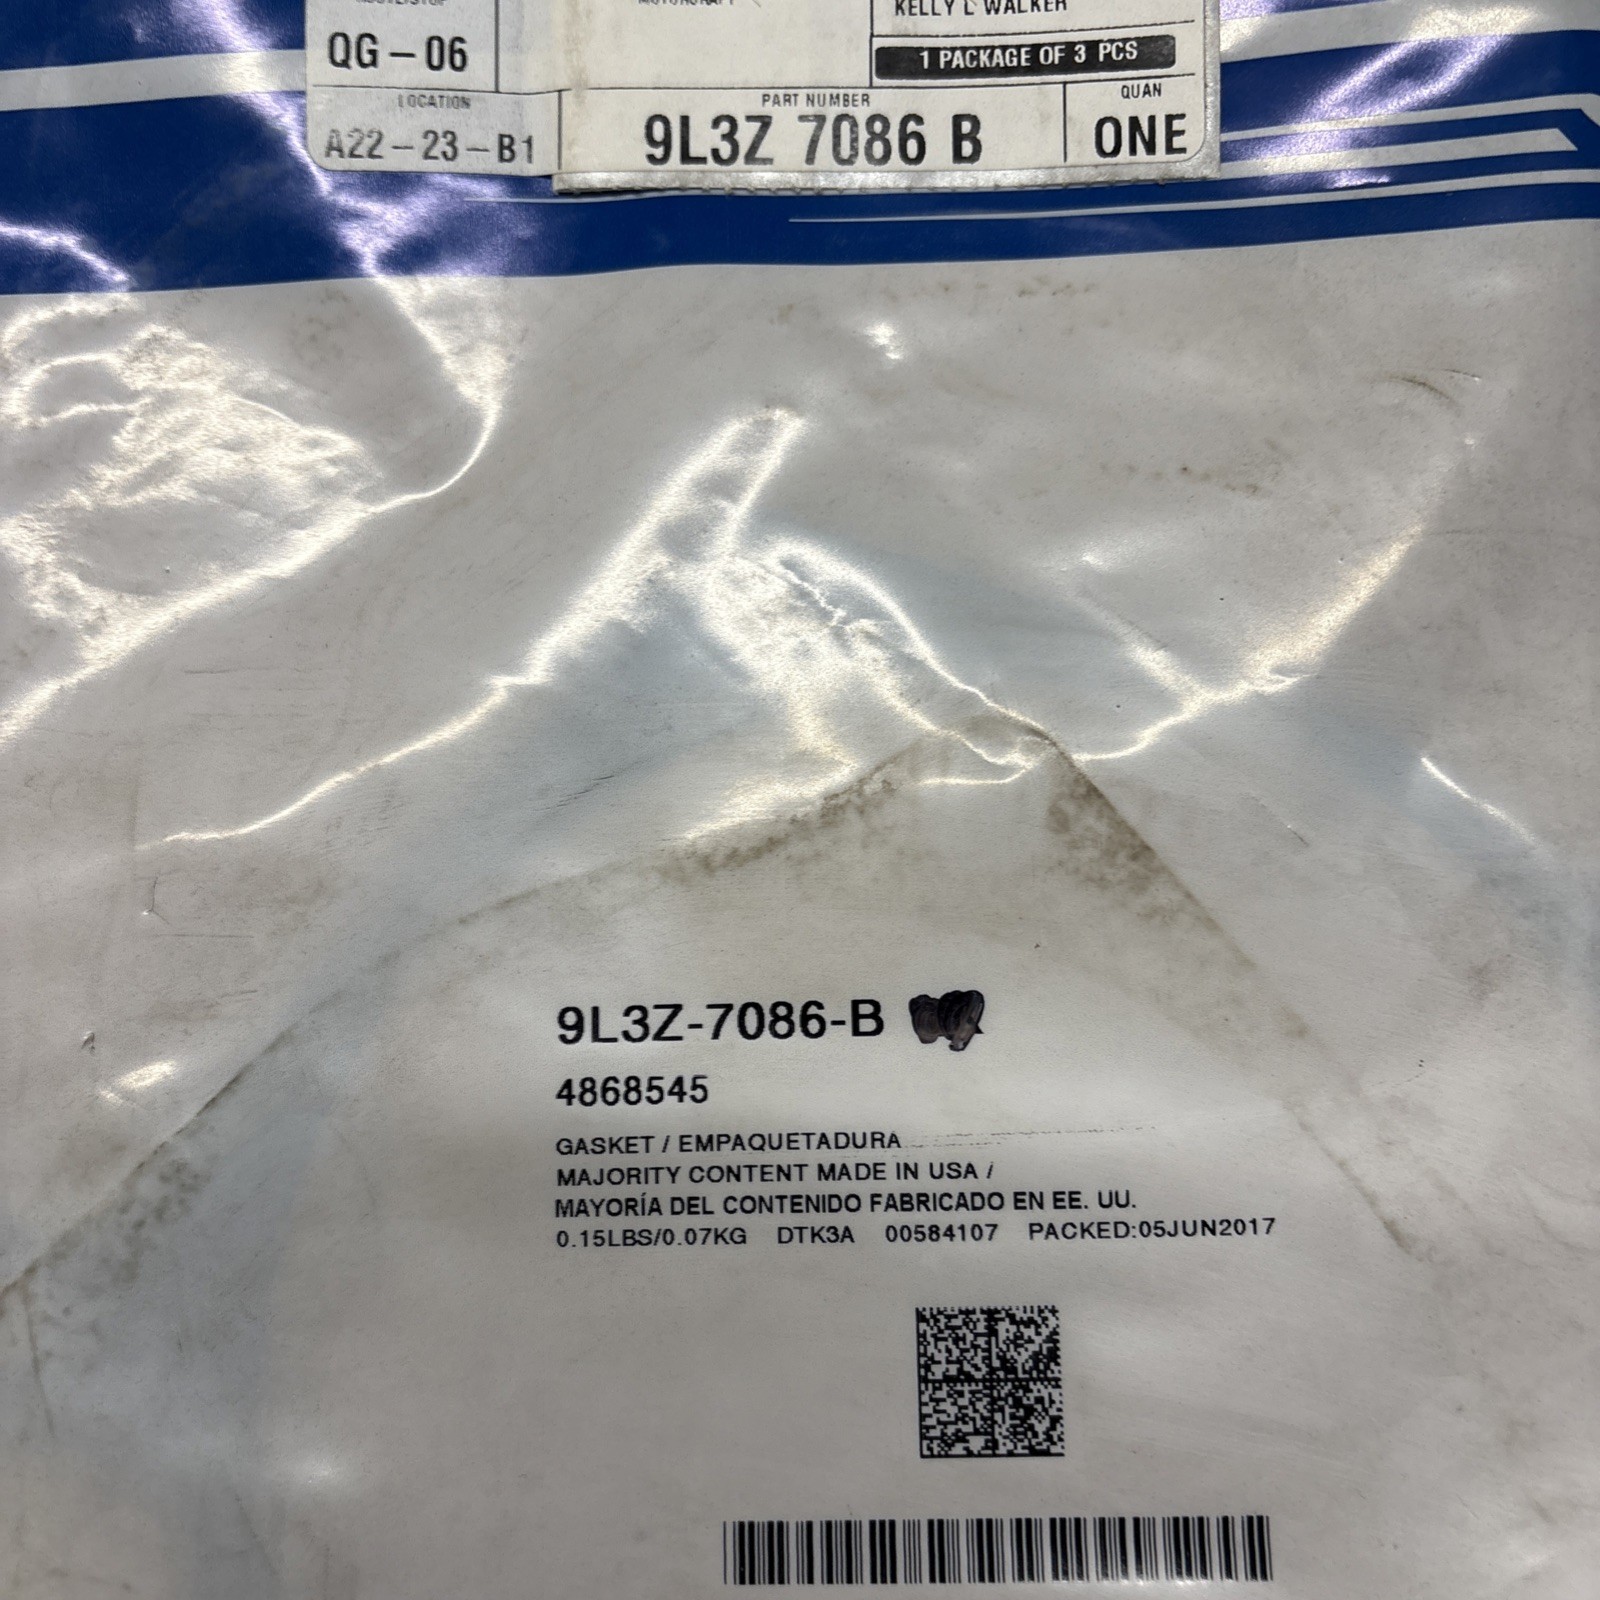 KELLY L WALKER
QG-06
1 PACKAGE OF 3 PCS
LOCATION
PART NUMBER
QUAN
A22-23-B1
9L3Z 7086 B
ONE
9L3Z-7086-B
4868545
GASKET / EMPAQUETADURA
MAJORITY CONTENT MADE IN USA /
MAYORÍA DEL CONTENIDO FABRICADO EN EE. UU.
0.15LBS/0.07KG DTK3A 00584107 PACKED:05JUN2017